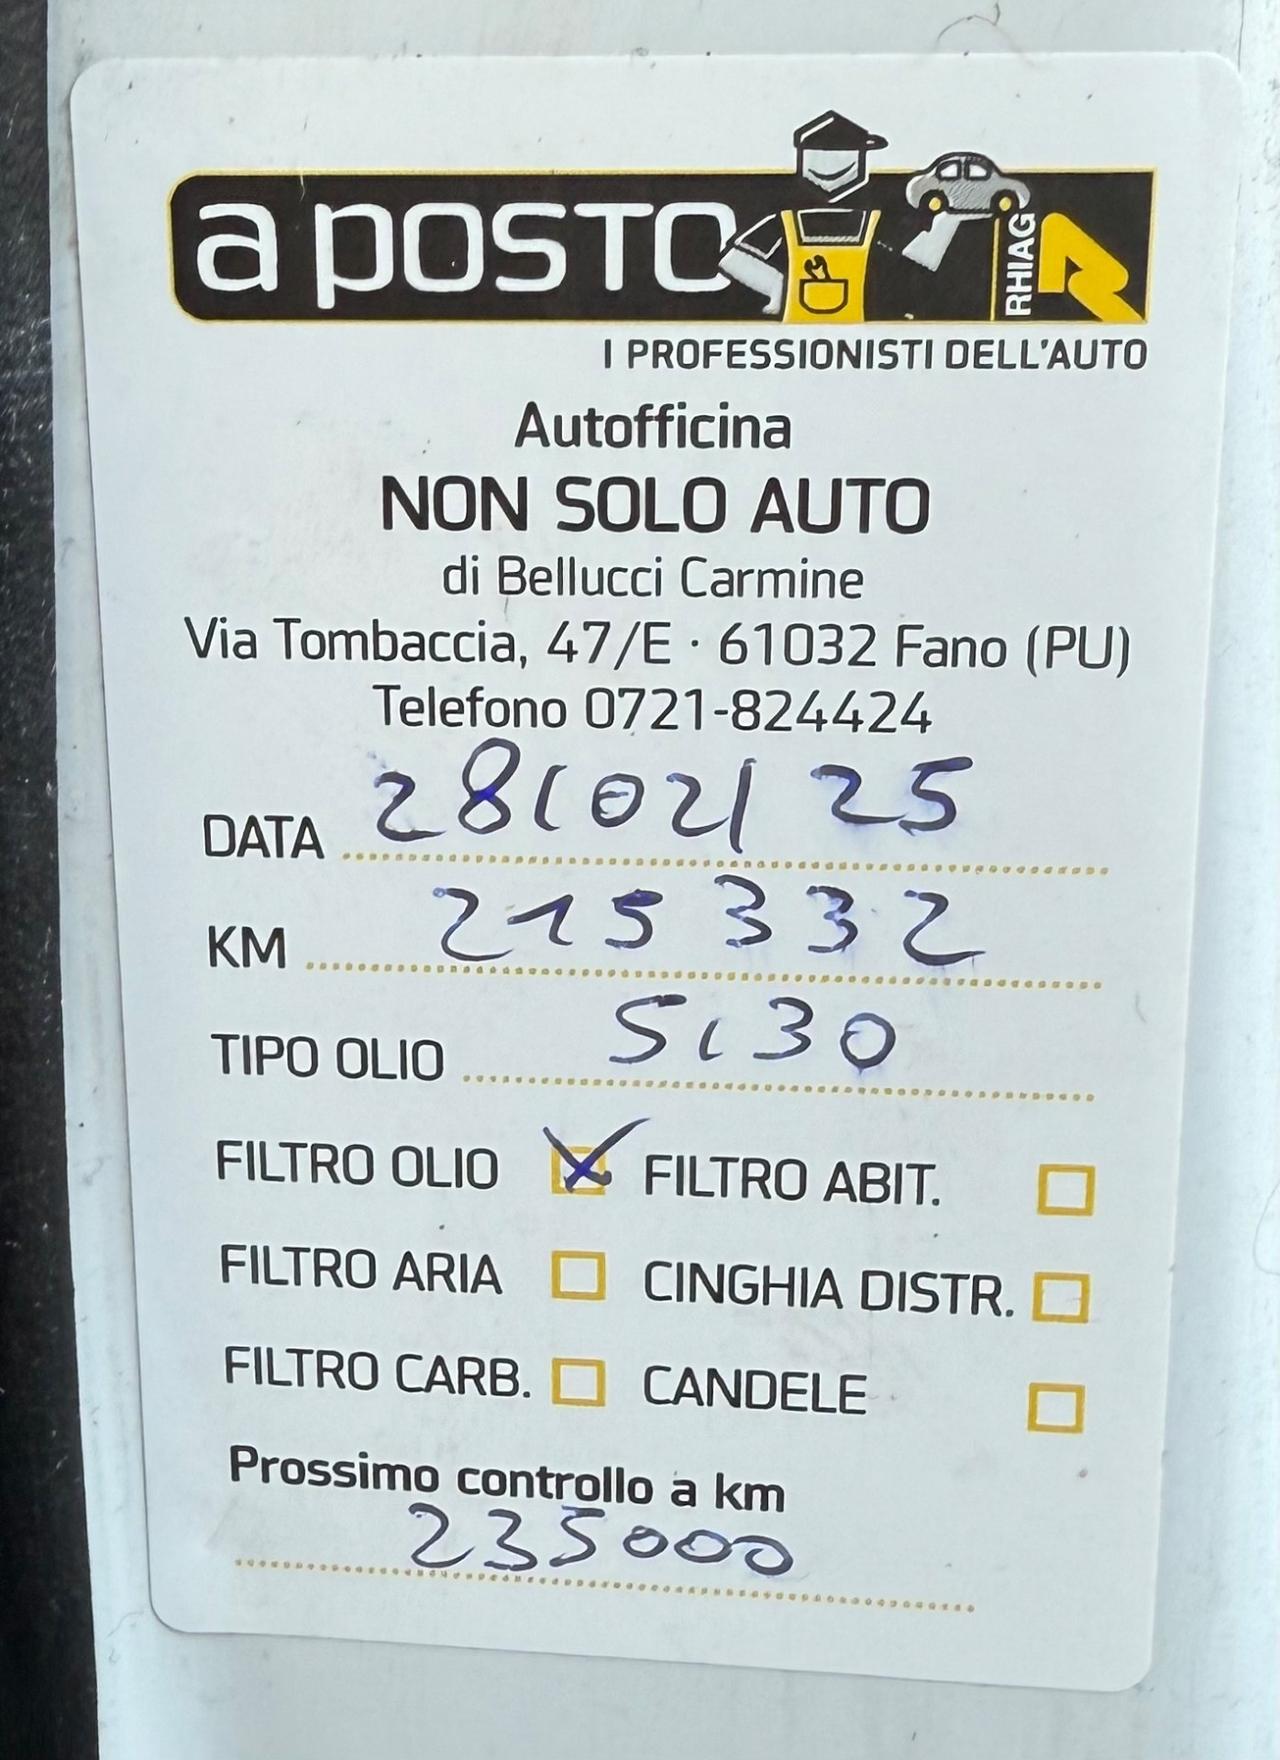 a posto
RHIAG
I PROFESSIONISTI DELL'AUTO
Autofficina
NON SOLO AUTO
di Bellucci Carmine
Via Tombaccia, 47/E · 61032 Fano (PU)
Telefono 0721-824424
DATA 28/02/25
KM 215332
TIPO OLIO 5/30
FILTRO OLIO X FILTRO ABIT.
FILTRO ARIA CINGHIA DISTR.
FILTRO CARB. CANDELE
Prossimo controllo a km
235000